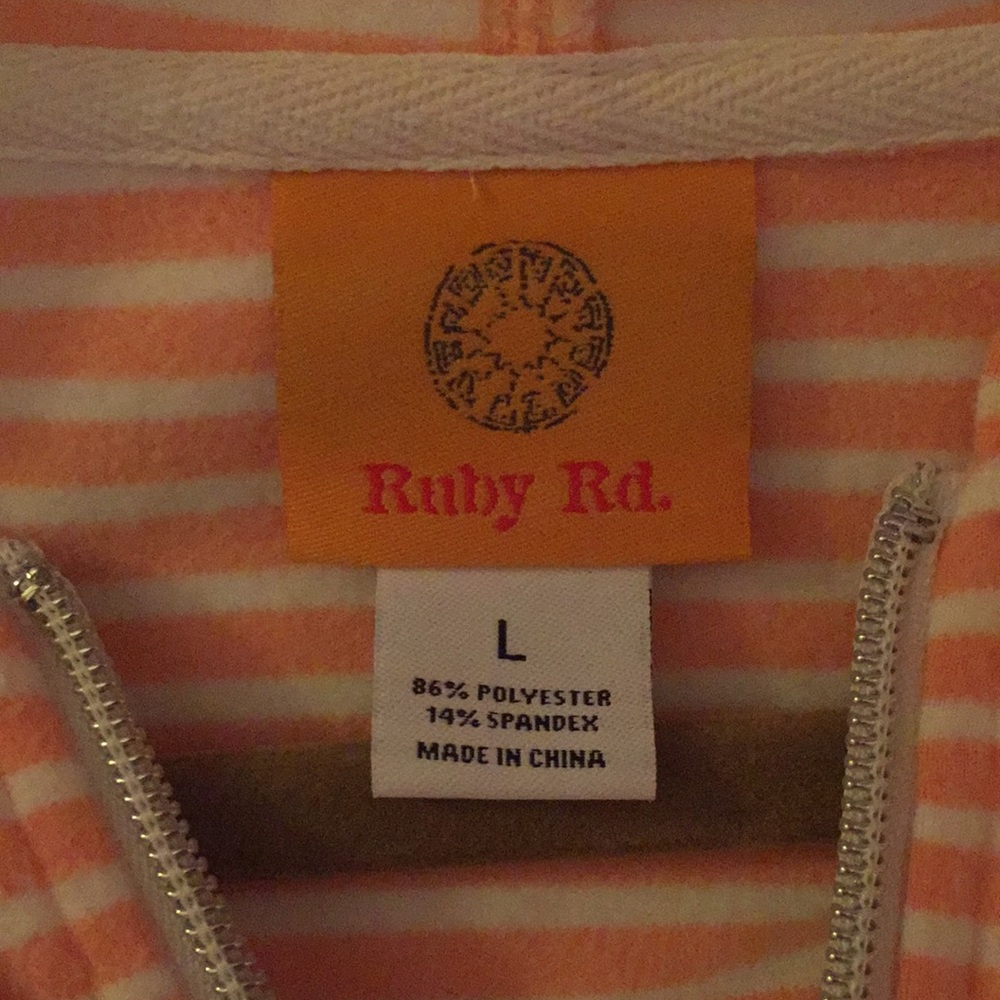 Ruby Rd.
L
86% POLYESTER
14% SPANDEX
MADE IN CHINA